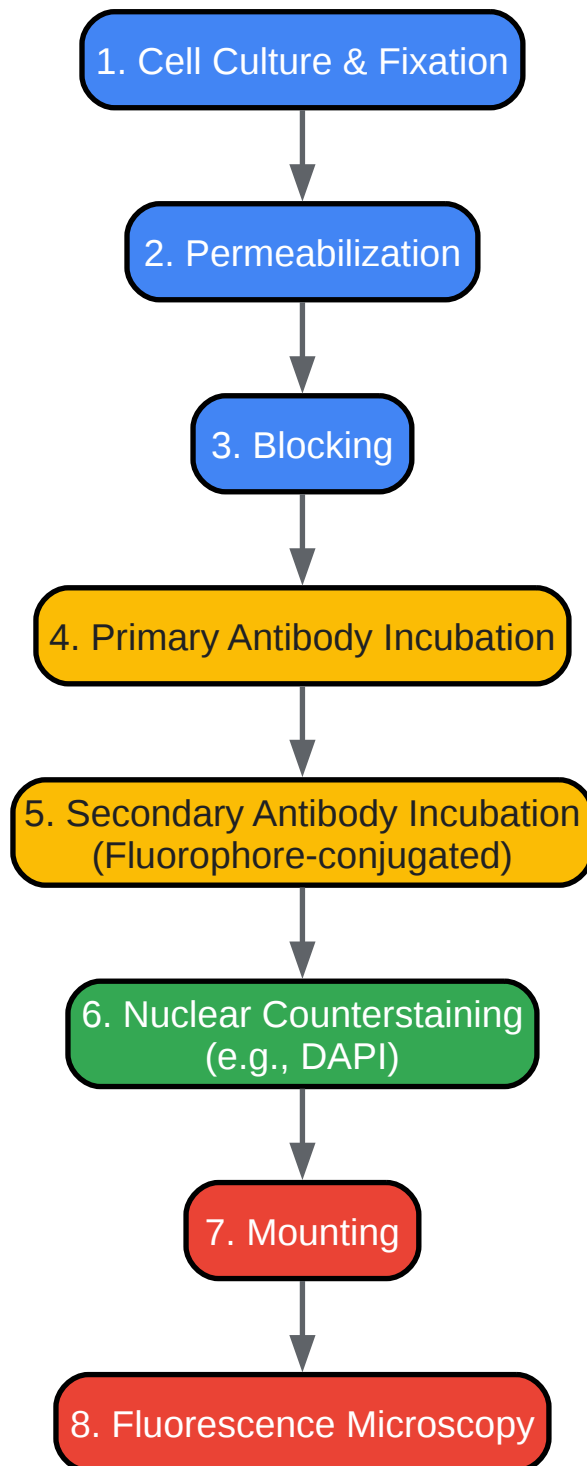 1. Cell Culture & Fixation
2. Permeabilization
3. Blocking
4. Primary Antibody Incubation
5. Secondary Antibody Incubation
(Fluorophore-conjugated)
6. Nuclear Counterstaining
(e.g., DAPI)
7. Mounting
8. Fluorescence Microscopy